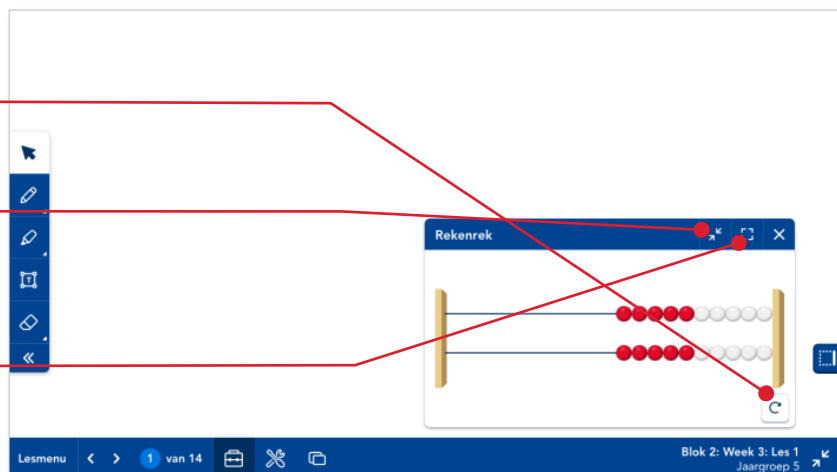 Rekenrek
T
Lesmenu 1 van 14
Blok 2: Week 3: Les 1
Jaargroep 5